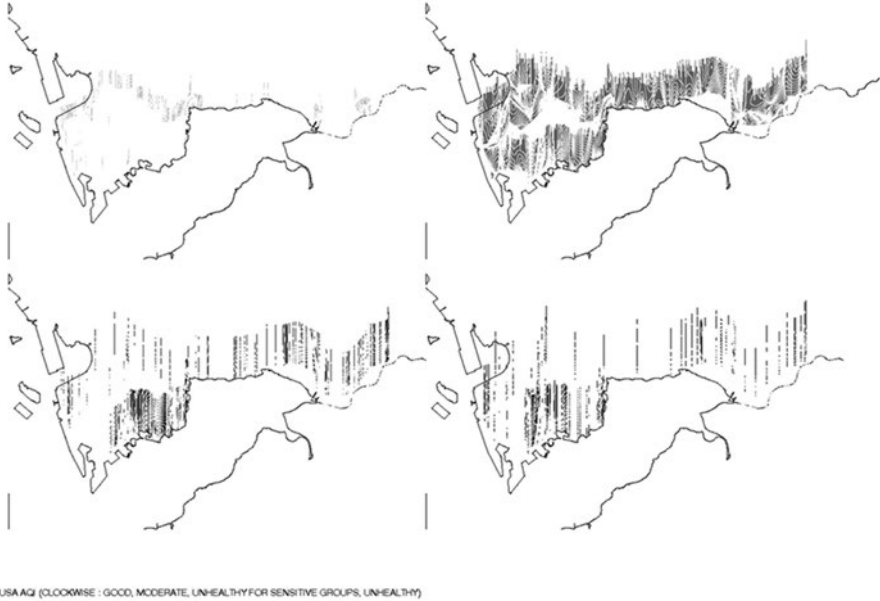 USA AQI (CLOCKWISE : GOOD, MODERATE, UNHEALTHY FOR SENSITIVE GROUPS, UNHEALTHY)